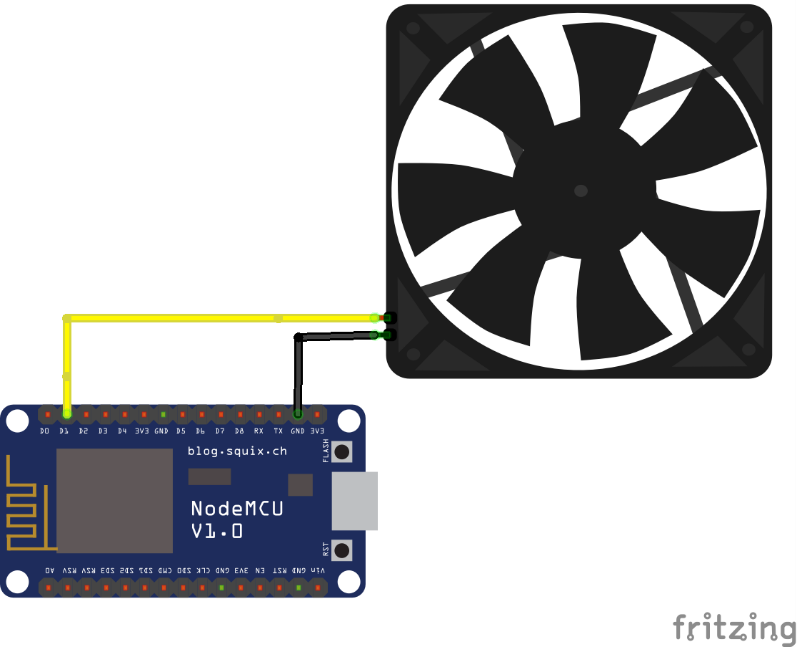 D0 D1 D2 D3 D4 3V3 GND D5 D6 D7 D8 RX TX GND 3V3
blog.squix.ch
FLASH
NodeMCU
V1.0
RST
A0 RSV RSV SD3 SD2 SD1 CMD SD0 CLK GND 3V3 EN RST GND Vin
fritzing